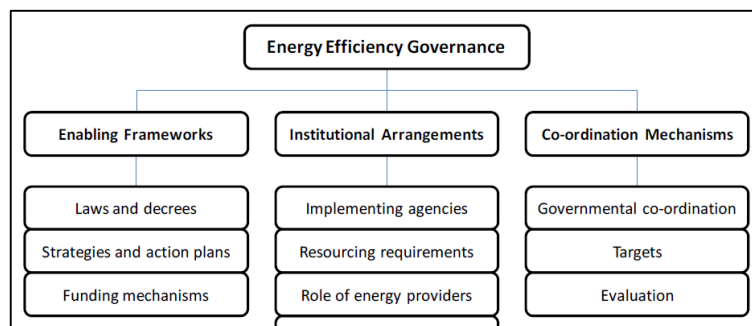 Energy Efficiency Governance
Enabling Frameworks
Institutional Arrangements
Co-ordination Mechanisms
Laws and decrees
Implementing agencies
Governmental co-ordination
Strategies and action plans
Resourcing requirements
Targets
Funding mechanisms
Role of energy providers
Evaluation